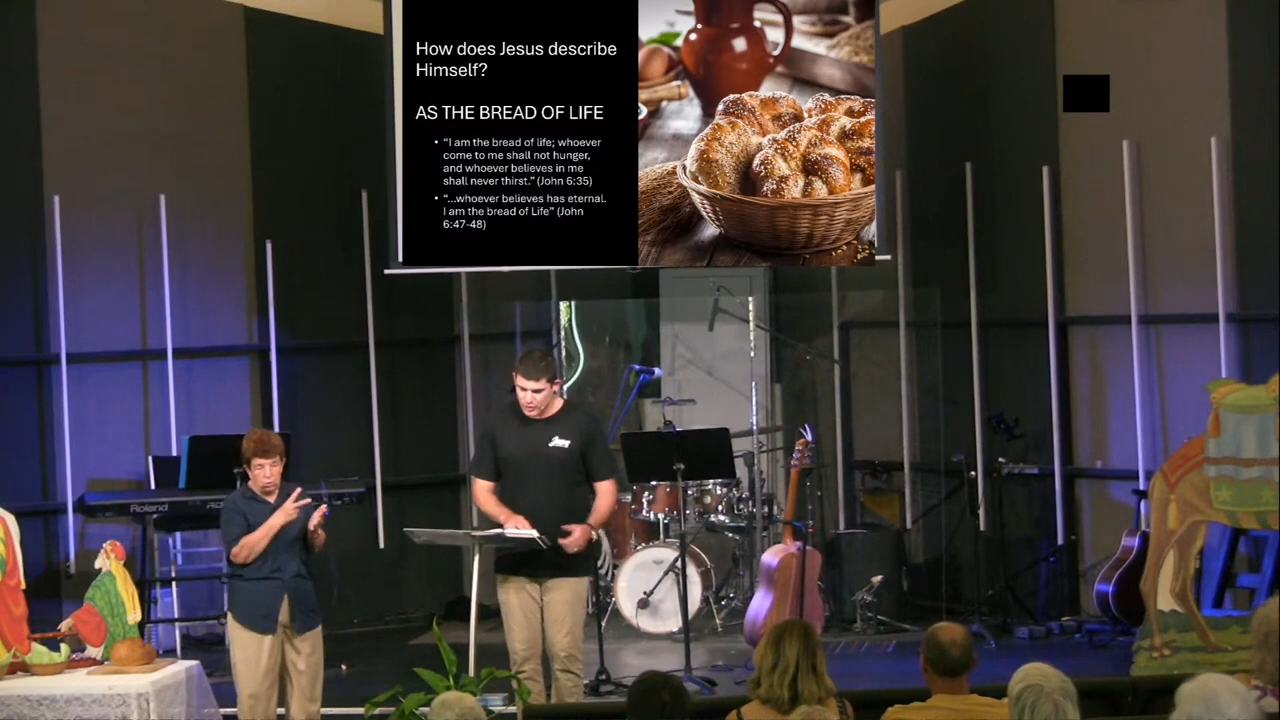 How does Jesus describe
Himself?
AS THE BREAD OF LIFE
• “I am the bread of life; whoever
come to me shall not hunger,
and whoever believes in me
shall never thirst.” (John 6:35)
• “...whoever believes has eternal.
I am the bread of Life” (John
6:47-48)
Roland